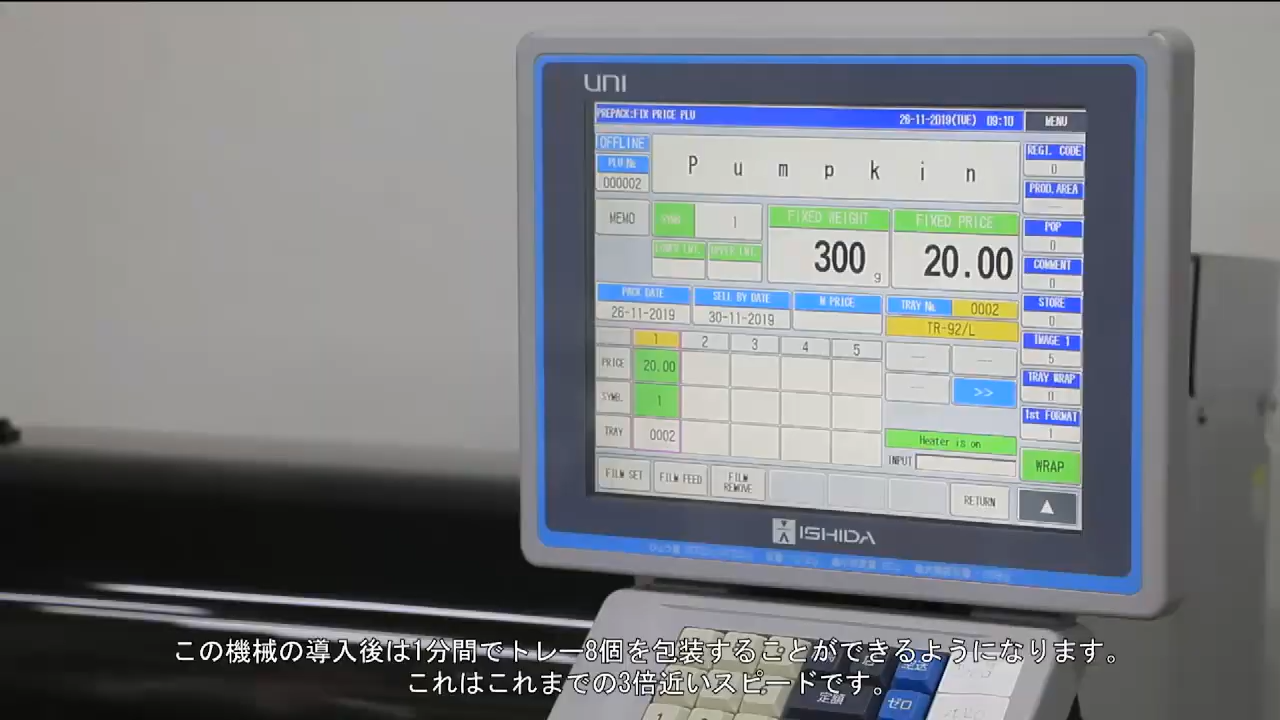 UNI
PREPACK:FIX PRICE PLU 26-11-2019(TUE) 09:10 MENU
OFFLINE
PLU No
000002
Pumpkin
REGI. CODE
0
PROD.AREA
MEMO
SYMB.
1
FIXED WEIGHT
300 g
FIXED PRICE
20.00
POP
0
COMMENT
0
PACK DATE
26-11-2019
SELL BY DATE
30-11-2019
W PRICE
TRAY No 0002
TR-92/L
STORE
0
IMAGE 1
5
TRAY WRAP
0
1st FORMAT
1
1 2 3 4 5
PRICE 20.00
SYMB. 1
TRAY 0002
>>
Heater is on
INPUT
WRAP
FILM SET
FILM FEED
FILM REMOVE
RETURN
ISHIDA
この機械の導入後は1分間でトレー8個を包装することができるようになります。
これはこれまでの3倍近いスピードです。
定額
ゼロ